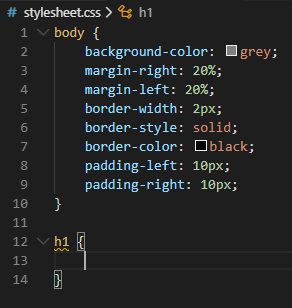 # stylesheet.css > h1
1 body {
2 background-color: grey;
3 margin-right: 20%;
4 margin-left: 20%;
5 border-width: 2px;
6 border-style: solid;
7 border-color: black;
8 padding-left: 10px;
9 padding-right: 10px;
10 }
11
12 h1 {
13
14 }